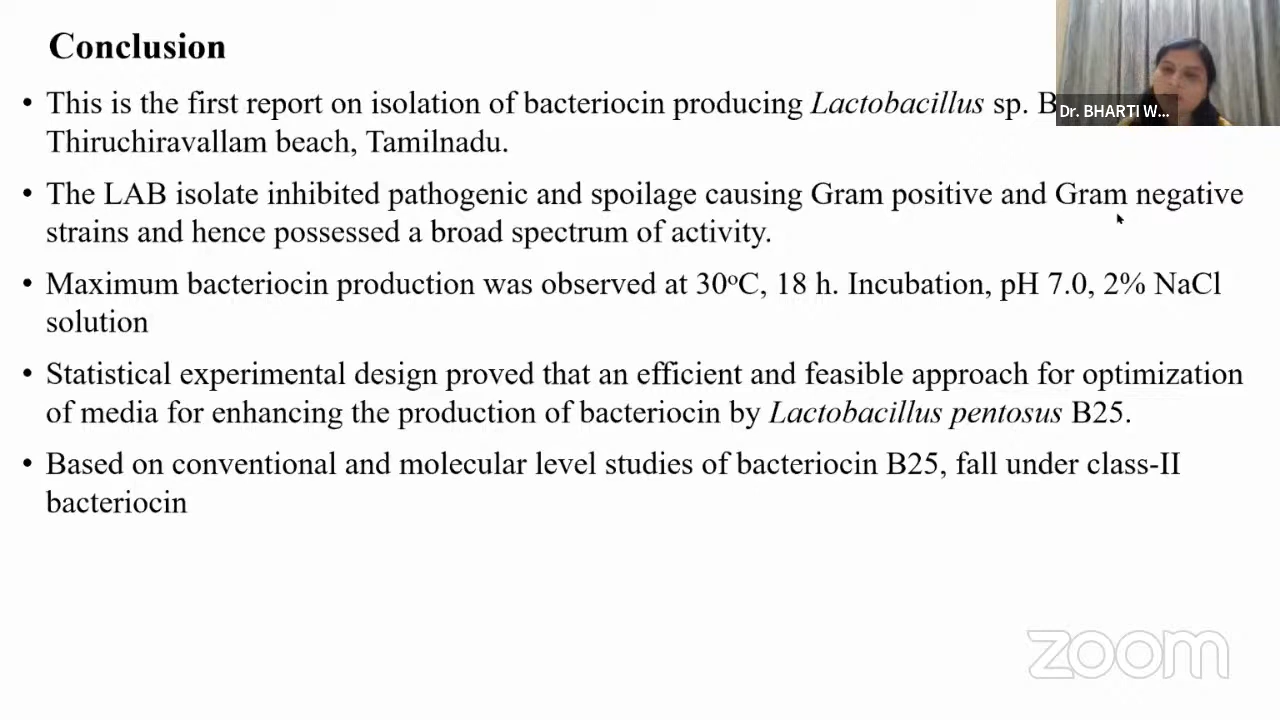 Conclusion
• This is the first report on isolation of bacteriocin producing Lactobacillus sp. B
Thiruchiravallam beach, Tamilnadu.
• The LAB isolate inhibited pathogenic and spoilage causing Gram positive and Gram negative
strains and hence possessed a broad spectrum of activity.
• Maximum bacteriocin production was observed at 30ºC, 18 h. Incubation, pH 7.0, 2% NaCl
solution
• Statistical experimental design proved that an efficient and feasible approach for optimization
of media for enhancing the production of bacteriocin by Lactobacillus pentosus B25.
• Based on conventional and molecular level studies of bacteriocin B25, fall under class-II
bacteriocin
Dr. BHARTI W...
zoom